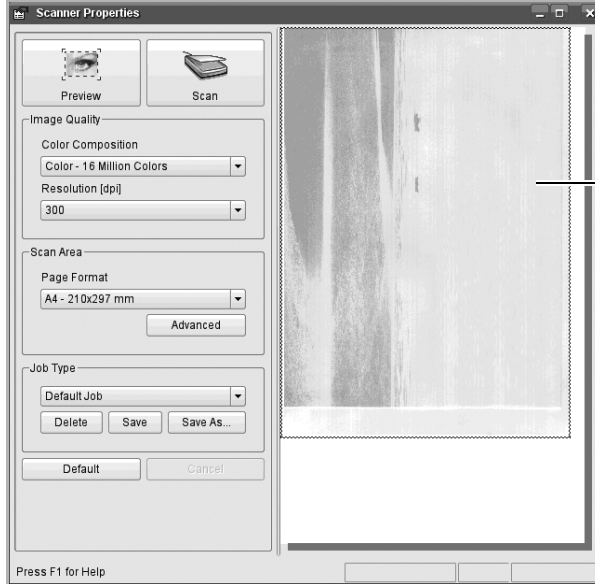 Scanner Properties
Preview
Scan
Image Quality
Color Composition
Color - 16 Million Colors
Resolution [dpi]
300
Scan Area
Page Format
A4 - 210x297 mm
Advanced
Job Type
Default Job
Delete
Save
Save As...
Default
Cancel
Press F1 for Help